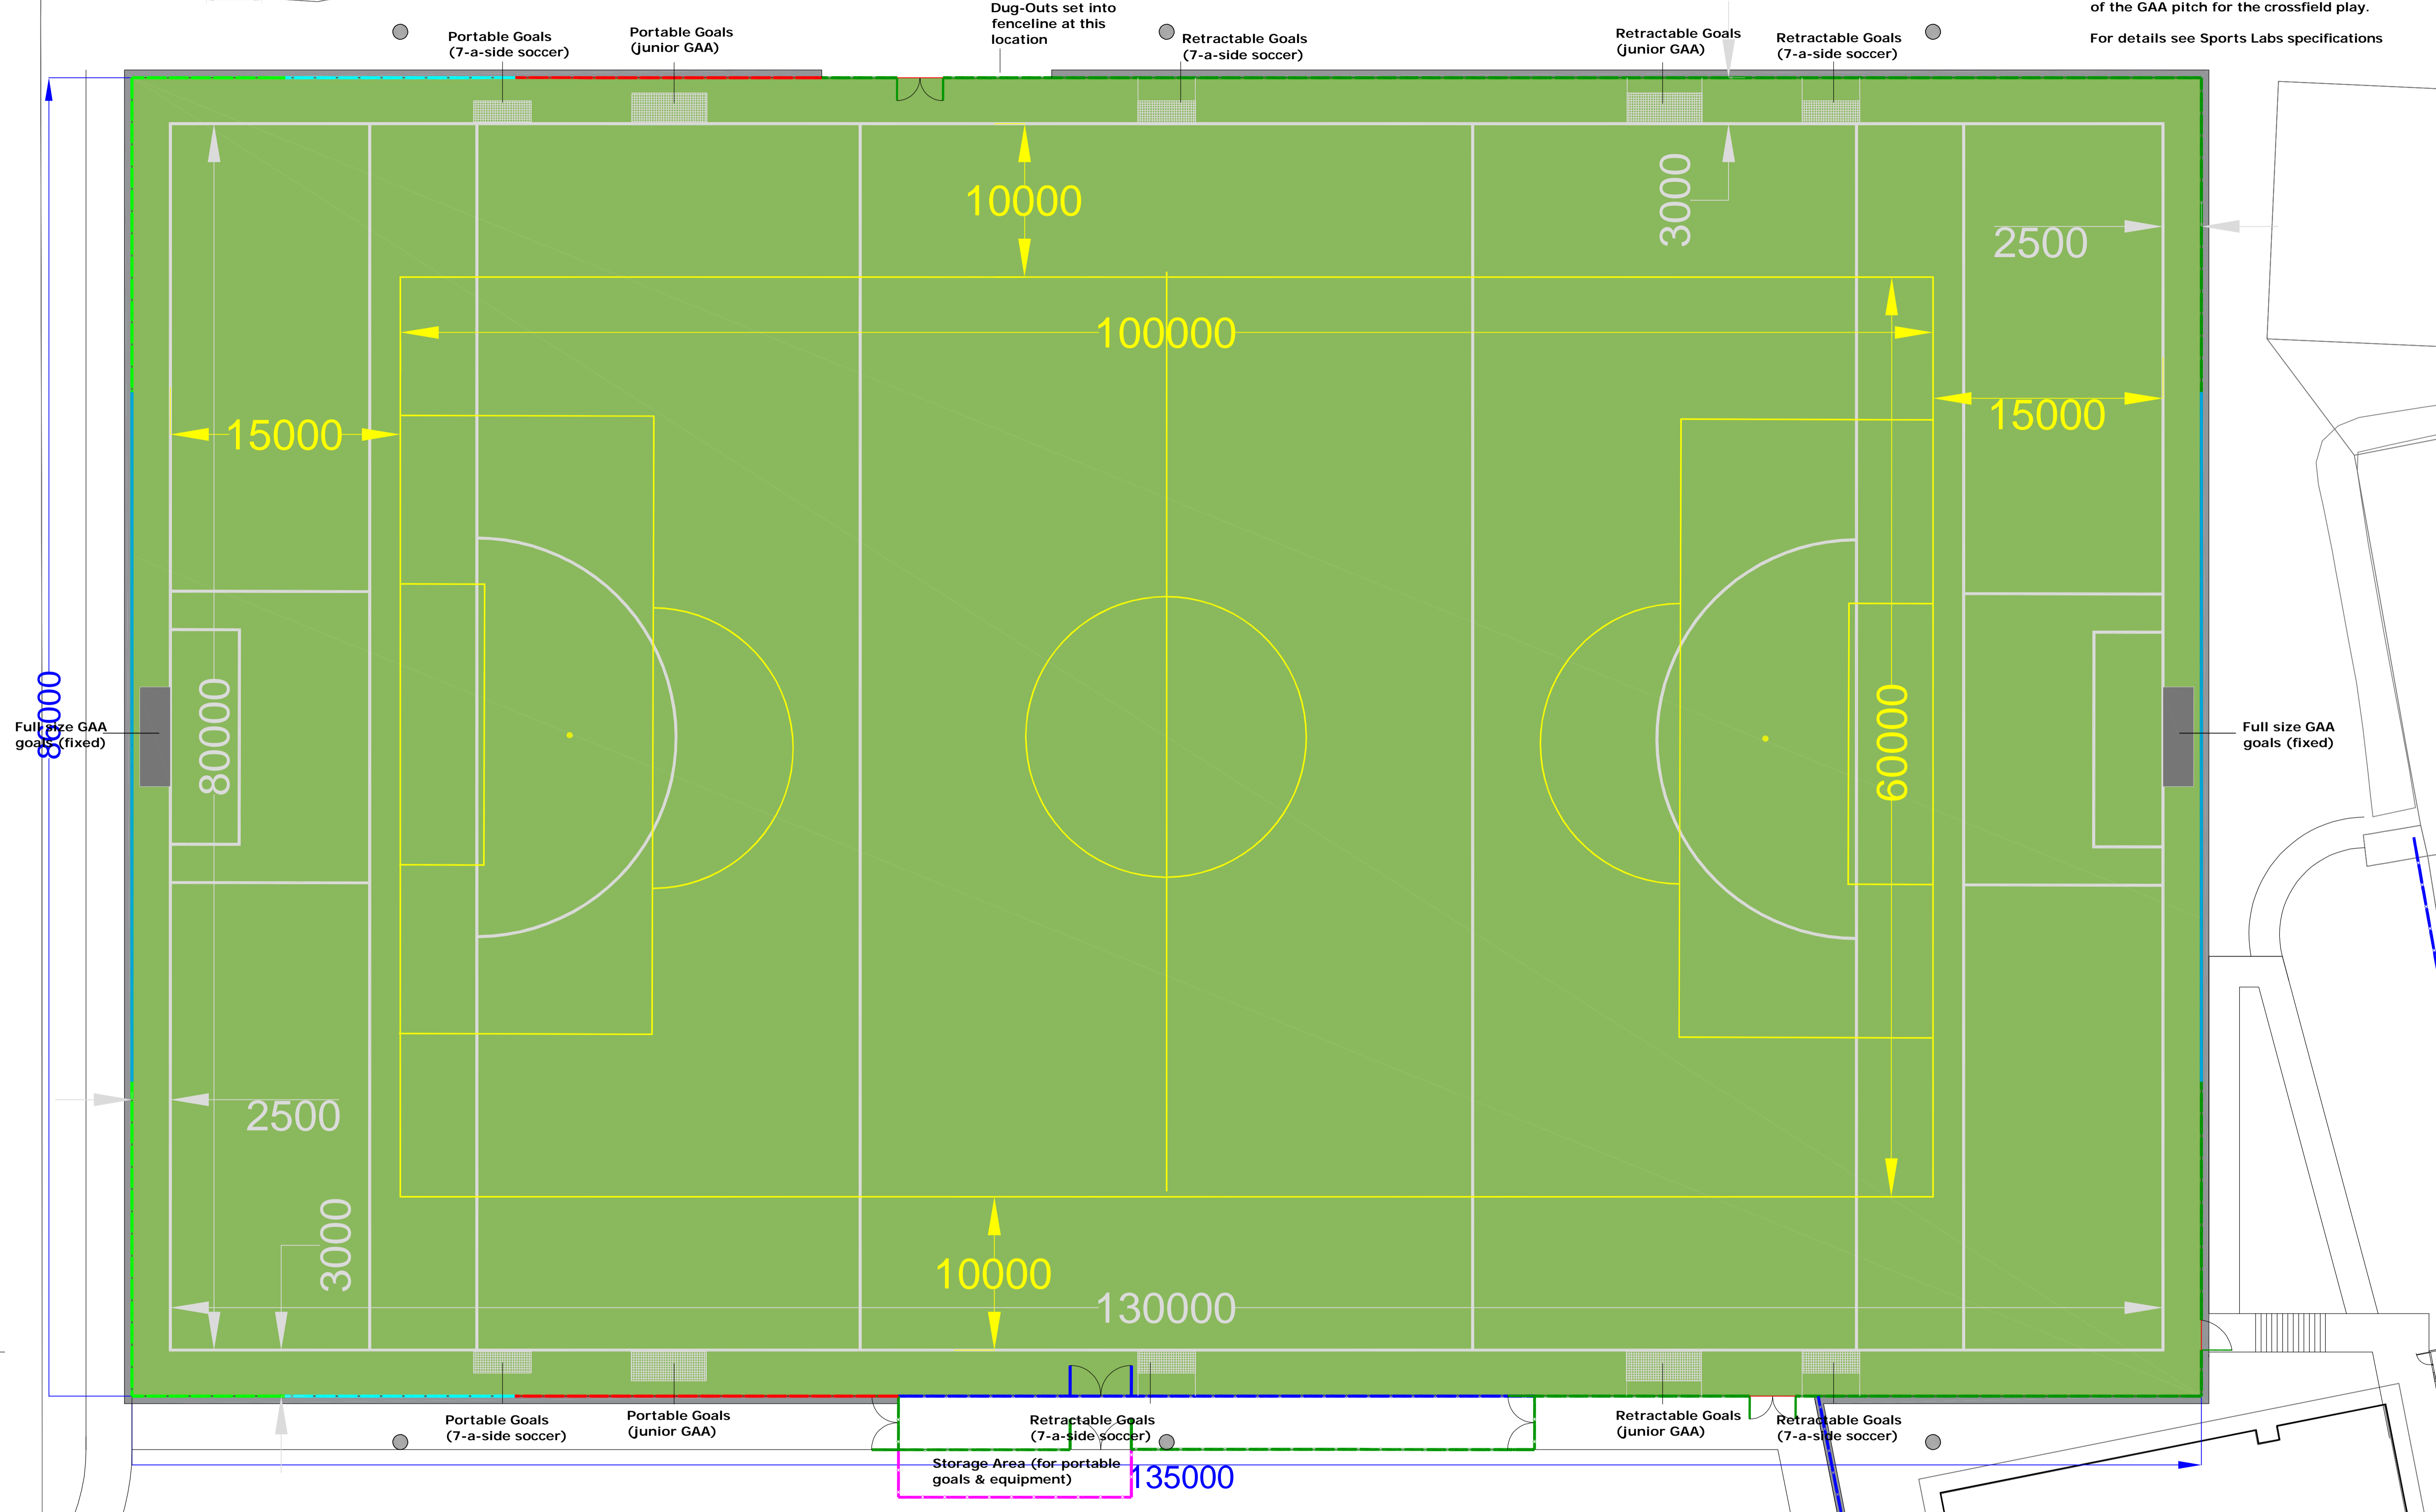 Dug-Outs set into
fenceline at this
location
of the GAA pitch for the crossfield play.
For details see Sports Labs specifications
Portable Goals
(7-a-side soccer)
Portable Goals
(junior GAA)
Retractable Goals
(7-a-side soccer)
Retractable Goals
(junior GAA)
Retractable Goals
(7-a-side soccer)
10000
3000
2500
100000
15000
15000
86000
Full size GAA
goals (fixed)
80000
60000
Full size GAA
goals (fixed)
2500
3000
10000
130000
Portable Goals
(7-a-side soccer)
Portable Goals
(junior GAA)
Retractable Goals
(7-a-side soccer)
Retractable Goals
(junior GAA)
Retractable Goals
(7-a-side soccer)
Storage Area (for portable
goals & equipment)
135000